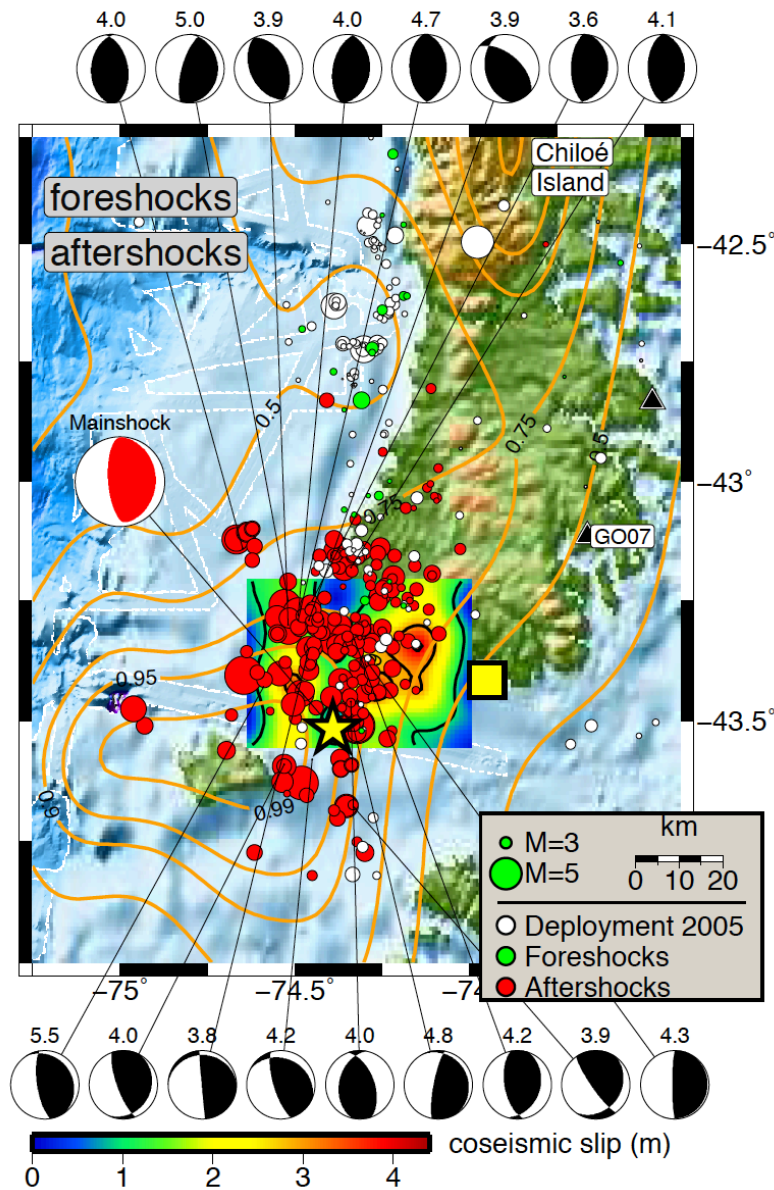 4.0 5.0 3.9 4.0 4.7 3.9 3.6 4.1
Chiloé
Island
foreshocks
aftershocks
−42.5°
0.5
Mainshock
0.75
0.5
−43°
0.75
GO07
0.95
−43.5°
0.99
0.9
km
M=3
M=5
0 10 20
Deployment 2005
Foreshocks
Aftershocks
−75° −74.5° −74
5.5 4.0 3.8 4.2 4.0 4.8 4.2 3.9 4.3
coseismic slip (m)
0 1 2 3 4